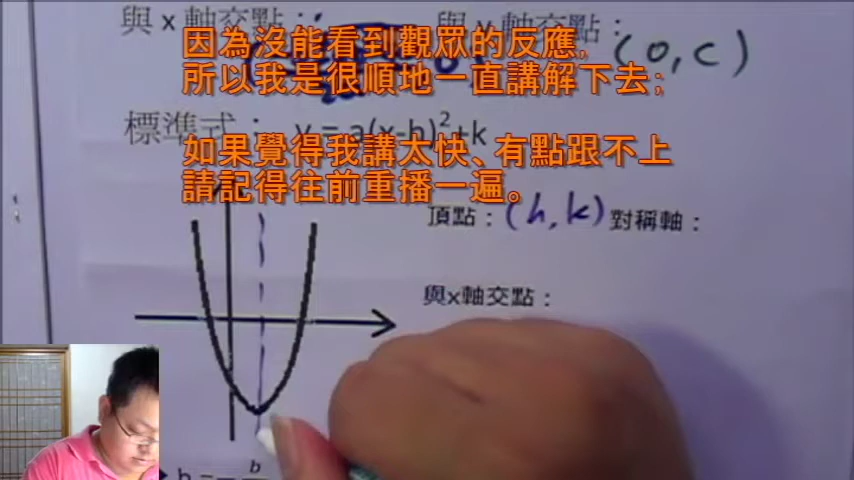 與x軸交點： 與y軸交點： (0,c)
因為沒能看到觀眾的反應,
所以我是很順地一直講解下去;
標準式： y = a(x-h)²+k
如果覺得我講太快、有點跟不上
請記得往前重播一遍。
頂點：(h,k) 對稱軸：
與x軸交點：
h = - b